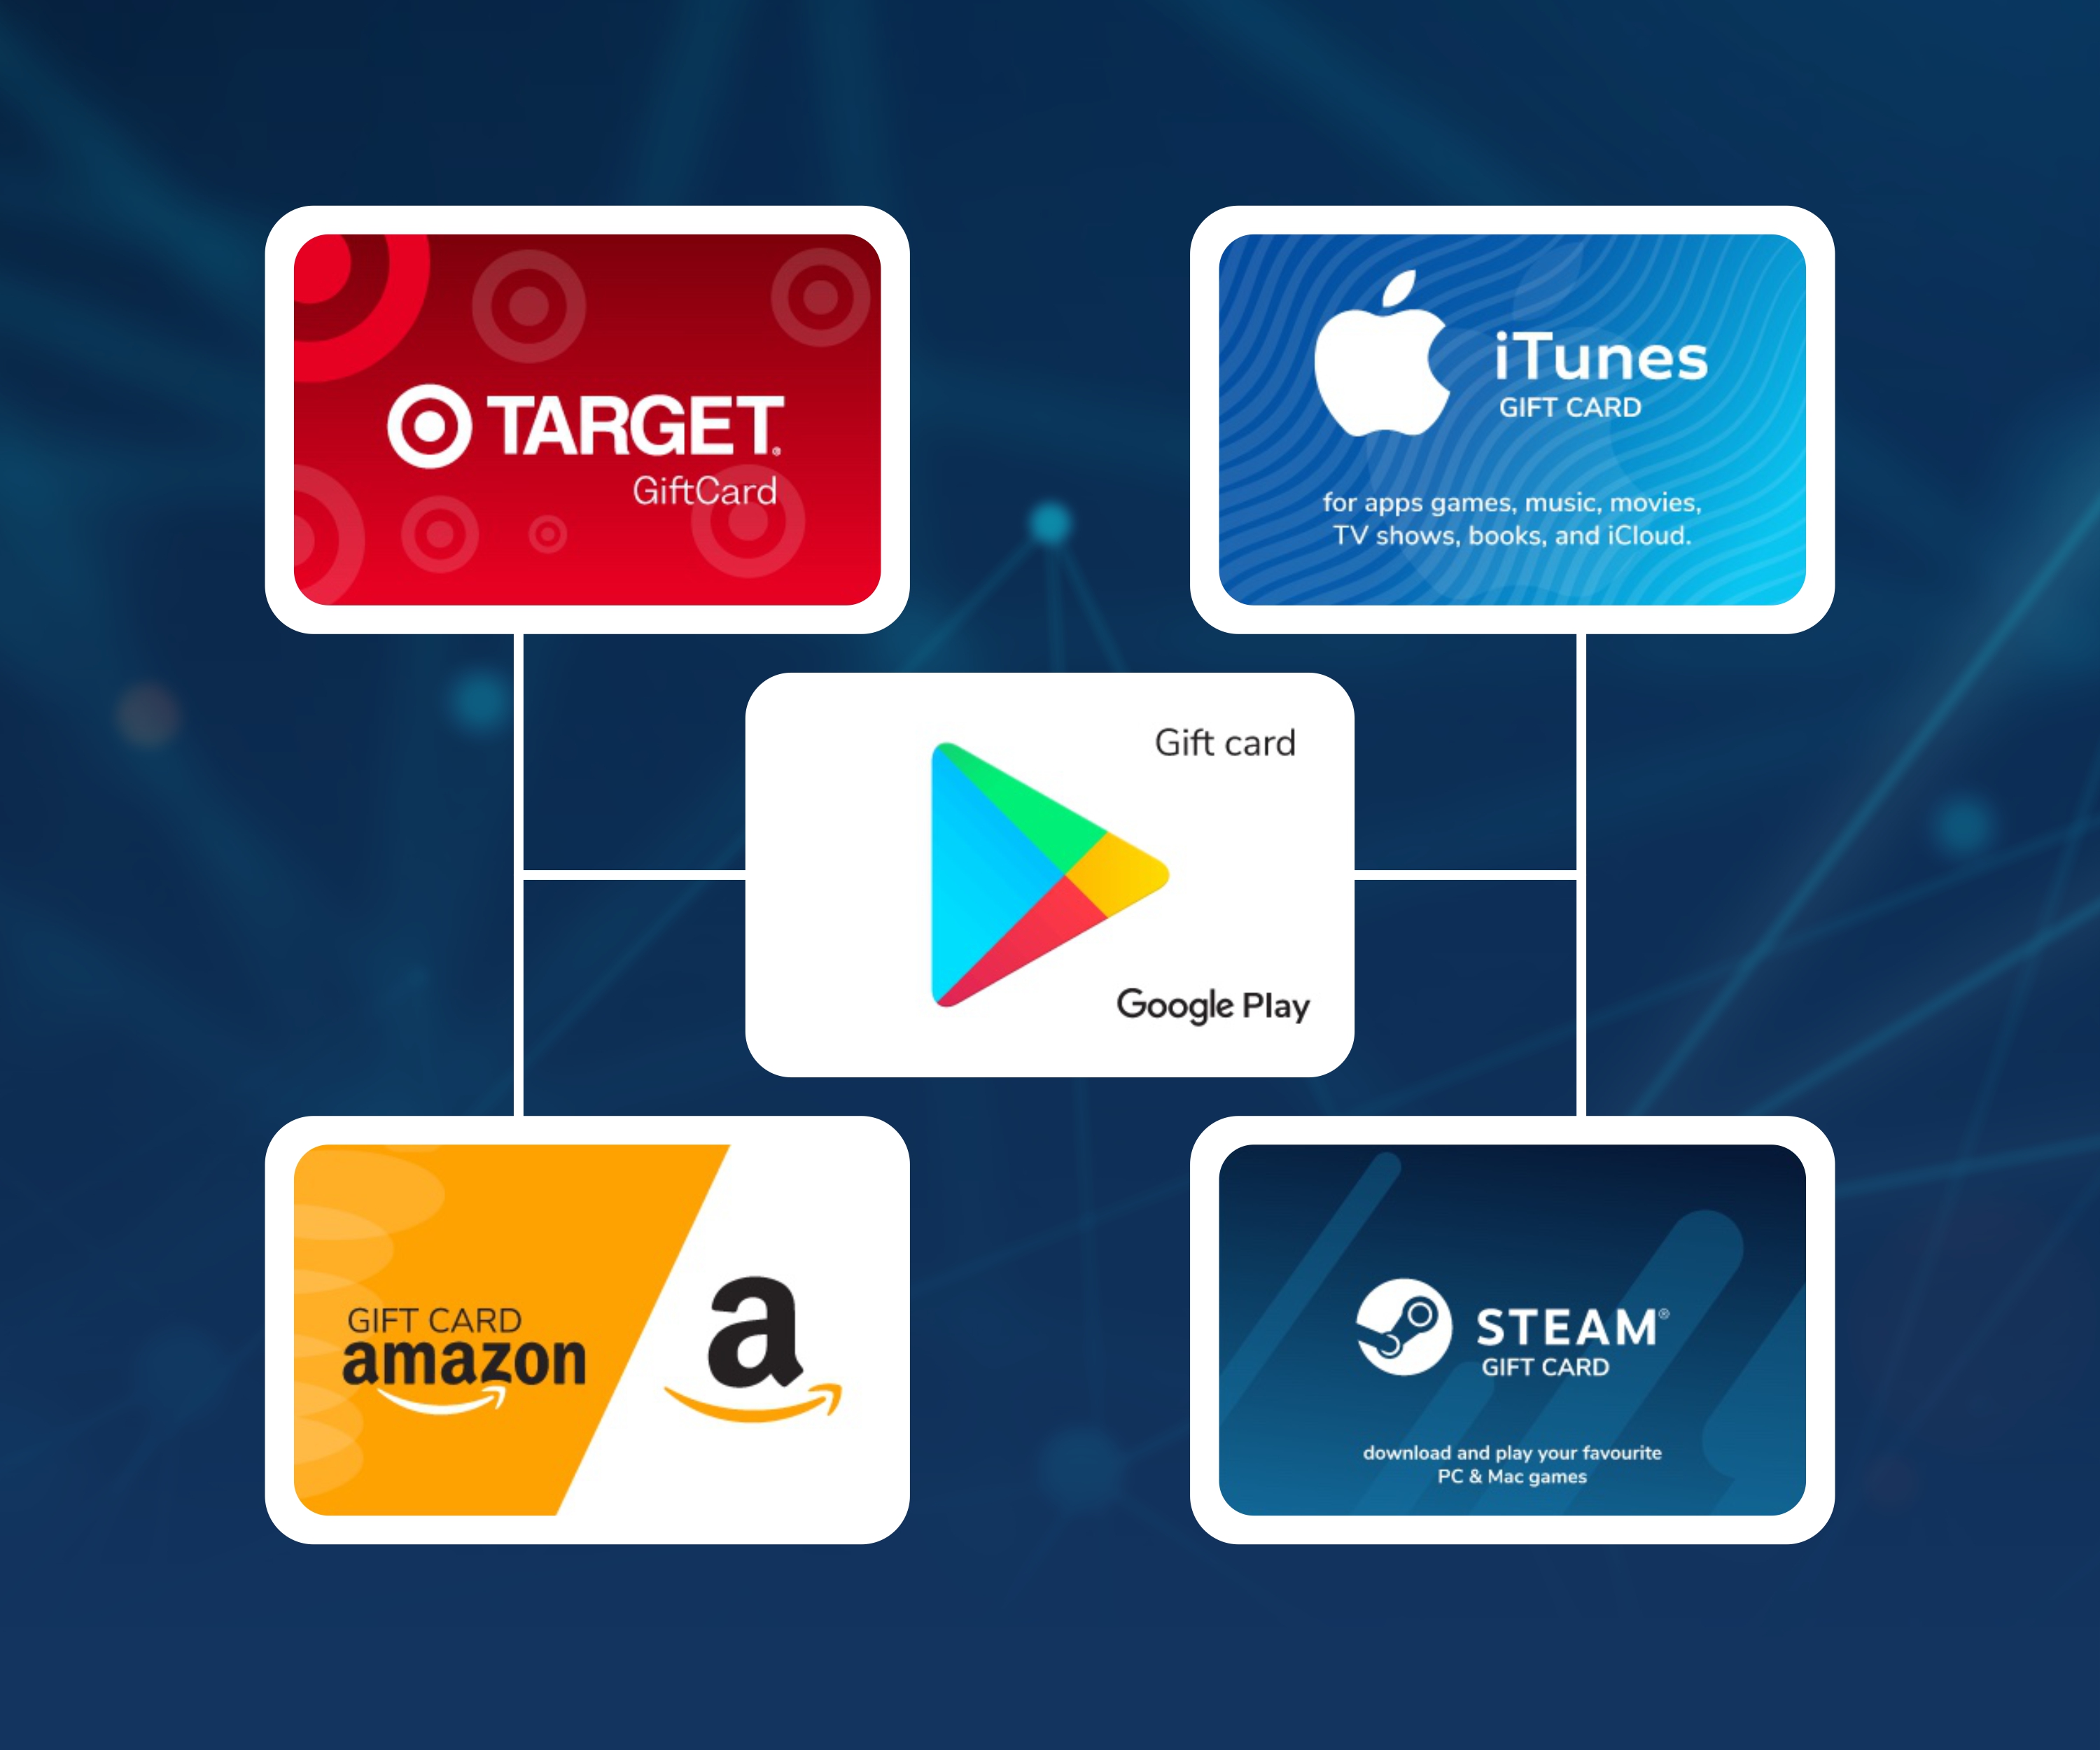 TARGET®
GiftCard
iTunes
GIFT CARD
for apps games, music, movies,
TV shows, books, and iCloud.
Gift card
Google Play
GIFT CARD
amazon
a
STEAM®
GIFT CARD
download and play your favourite
PC & Mac games